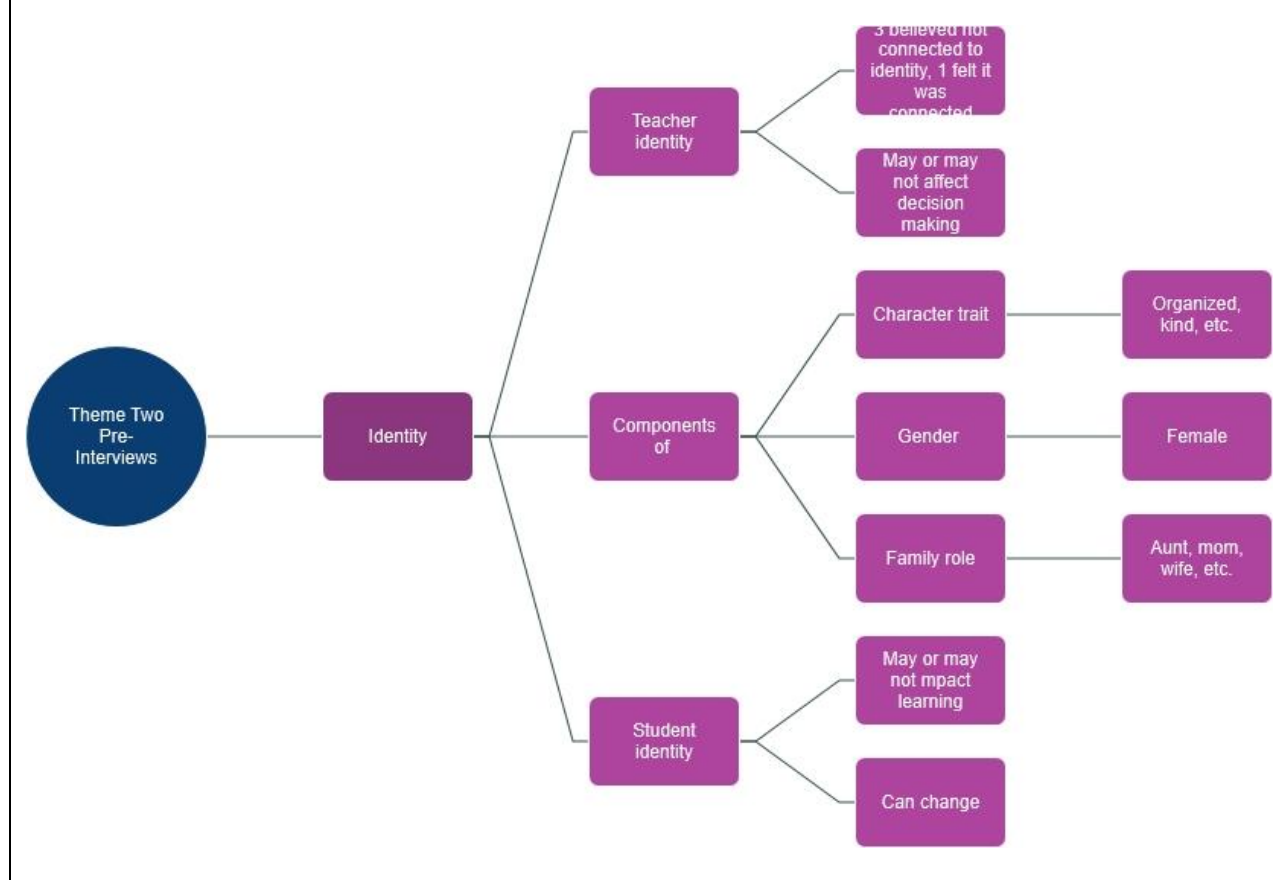 3 believed not
connected to
identity, 1 felt it
was
connected
Teacher
identity
May or may
not affect
decision
making
Character trait
Organized,
kind, etc.
Theme Two
Pre-
Interviews
Identity
Components
of
Gender
Female
Family role
Aunt, mom,
wife, etc.
May or may
not mpact
learning
Student
identity
Can change